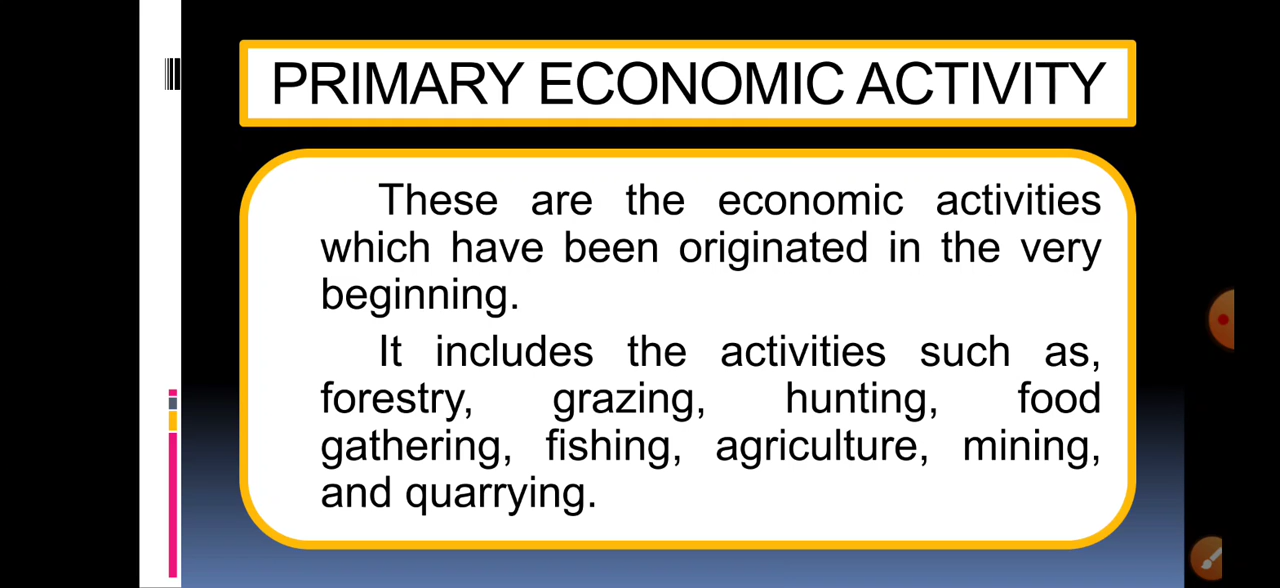 PRIMARY ECONOMIC ACTIVITY
These are the economic activities
which have been originated in the very
beginning.
It includes the activities such as,
forestry, grazing, hunting, food
gathering, fishing, agriculture, mining,
and quarrying.